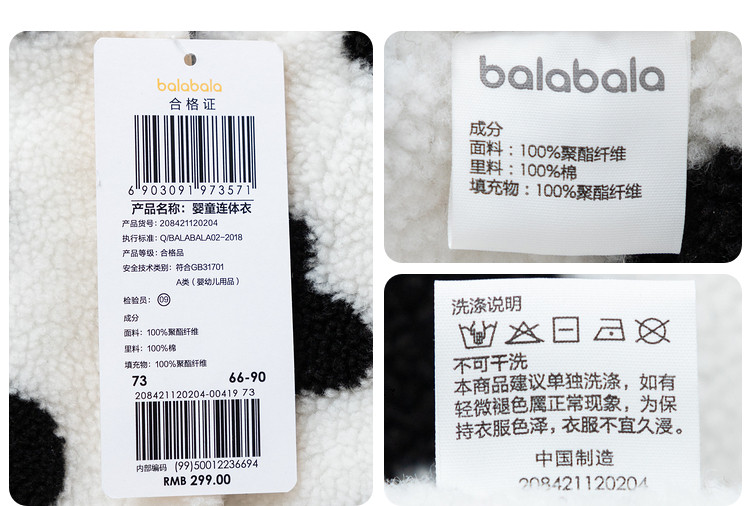 balabala
合格证
6 903091 973571
产品名称：婴童连体衣
产品货号：208421120204
执行标准：Q/BALABALA02-2018
产品等级：合格品
安全技术类别：符合GB31701
A类（婴幼儿用品）
检验员：09
成分
面料：100%聚酯纤维
里料：100%棉
填充物：100%聚酯纤维
73 66-90
208421120204-00419 73
内部编码 (99)50012236694
RMB 299.00
balabala
成分
面料：100%聚酯纤维
里料：100%棉
填充物：100%聚酯纤维
洗涤说明
不可干洗
本商品建议单独洗涤，如有
轻微褪色属正常现象，为保
持衣服色泽，衣服不宜久浸。
中国制造
208421120204